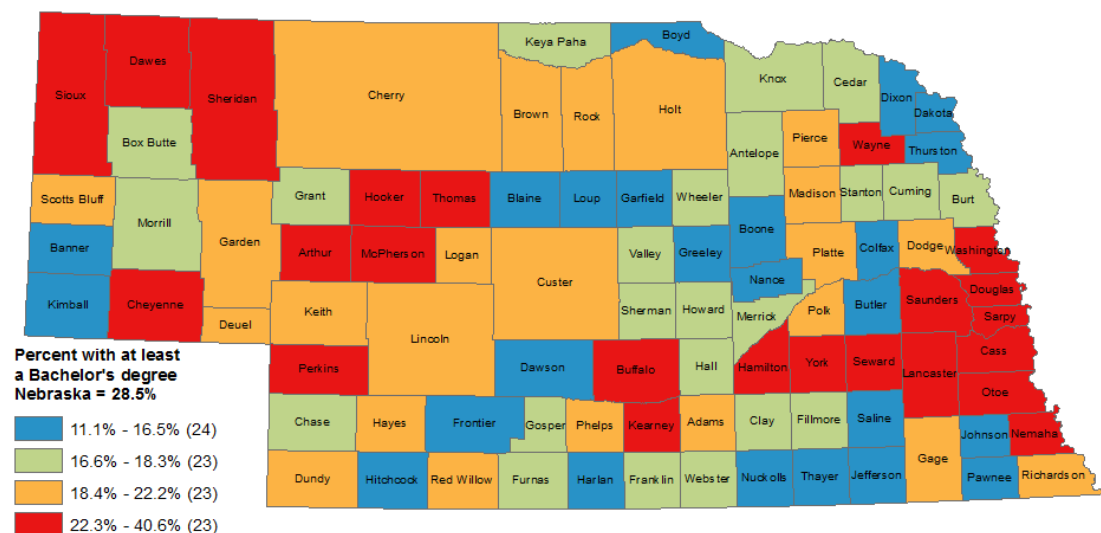 Keya Paha
Boyd
Dawes
Sioux
Sheridan
Cherry
Brown
Rock
Holt
Knox
Cedar
Dixon
Dakota
Box Butte
Antelope
Pierce
Wayne
Thurston
Scotts Bluff
Morrill
Garden
Grant
Hooker
Thomas
Blaine
Loup
Garfield
Wheeler
Madison
Stanton
Cuming
Burt
Banner
Arthur
McPherson
Logan
Custer
Valley
Greeley
Boone
Platte
Colfax
Dodge
Washington
Nance
Kimball
Cheyenne
Deuel
Keith
Lincoln
Sherman
Howard
Merrick
Polk
Butler
Saunders
Douglas
Sarpy
Perkins
Dawson
Buffalo
Hall
Hamilton
York
Seward
Lancaster
Cass
Otoe
Chase
Hayes
Frontier
Gosper
Phelps
Kearney
Adams
Clay
Fillmore
Saline
Johnson
Nemaha
Dundy
Hitchcock
Red Willow
Furnas
Harlan
Franklin
Webster
Nuckolls
Thayer
Jefferson
Gage
Pawnee
Richardson
Percent with at least
a Bachelor's degree
Nebraska = 28.5%
11.1% - 16.5% (24)
16.6% - 18.3% (23)
18.4% - 22.2% (23)
22.3% - 40.6% (23)